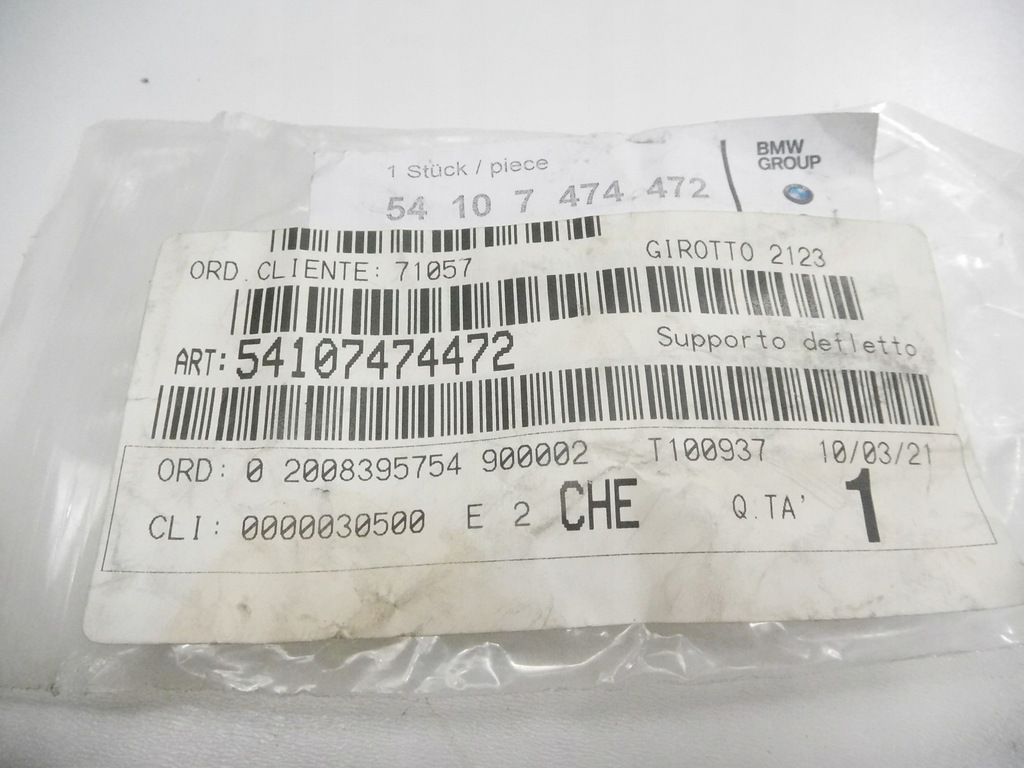 1 Stück / piece
54 10 7 474 472
BMW
GROUP
ORD.CLIENTE: 71057
GIROTTO 2123
ART: 54107474472
Supporto defletto
ORD: 0 2008395754 900002 T100937 10/03/21
CLI: 0000030500 E 2 CHE Q.TA' 1